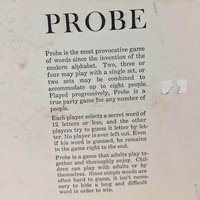 PROBE
Probe is the most provocative game
of words since the invention of the
modern alphabet. Two, three or
four may play with a single set, or
two sets may be combined to
accommodate up to eight people.
Played progressively, Probe is a
true party game for any number of
people.
Each player selects a secret word of
12 letters or less, and the other
players try to guess it letter by let-
ter. No player is ever left out. Even
if his word is guessed, he remains
in the game right to the end.
Probe is a game that adults play to-
gether and thoroughly enjoy. Chil-
dren can play with adults or by
themselves. Since simple words are
often hard to guess, it isn't neces-
sary to hide a long and difficult
word in order to win.